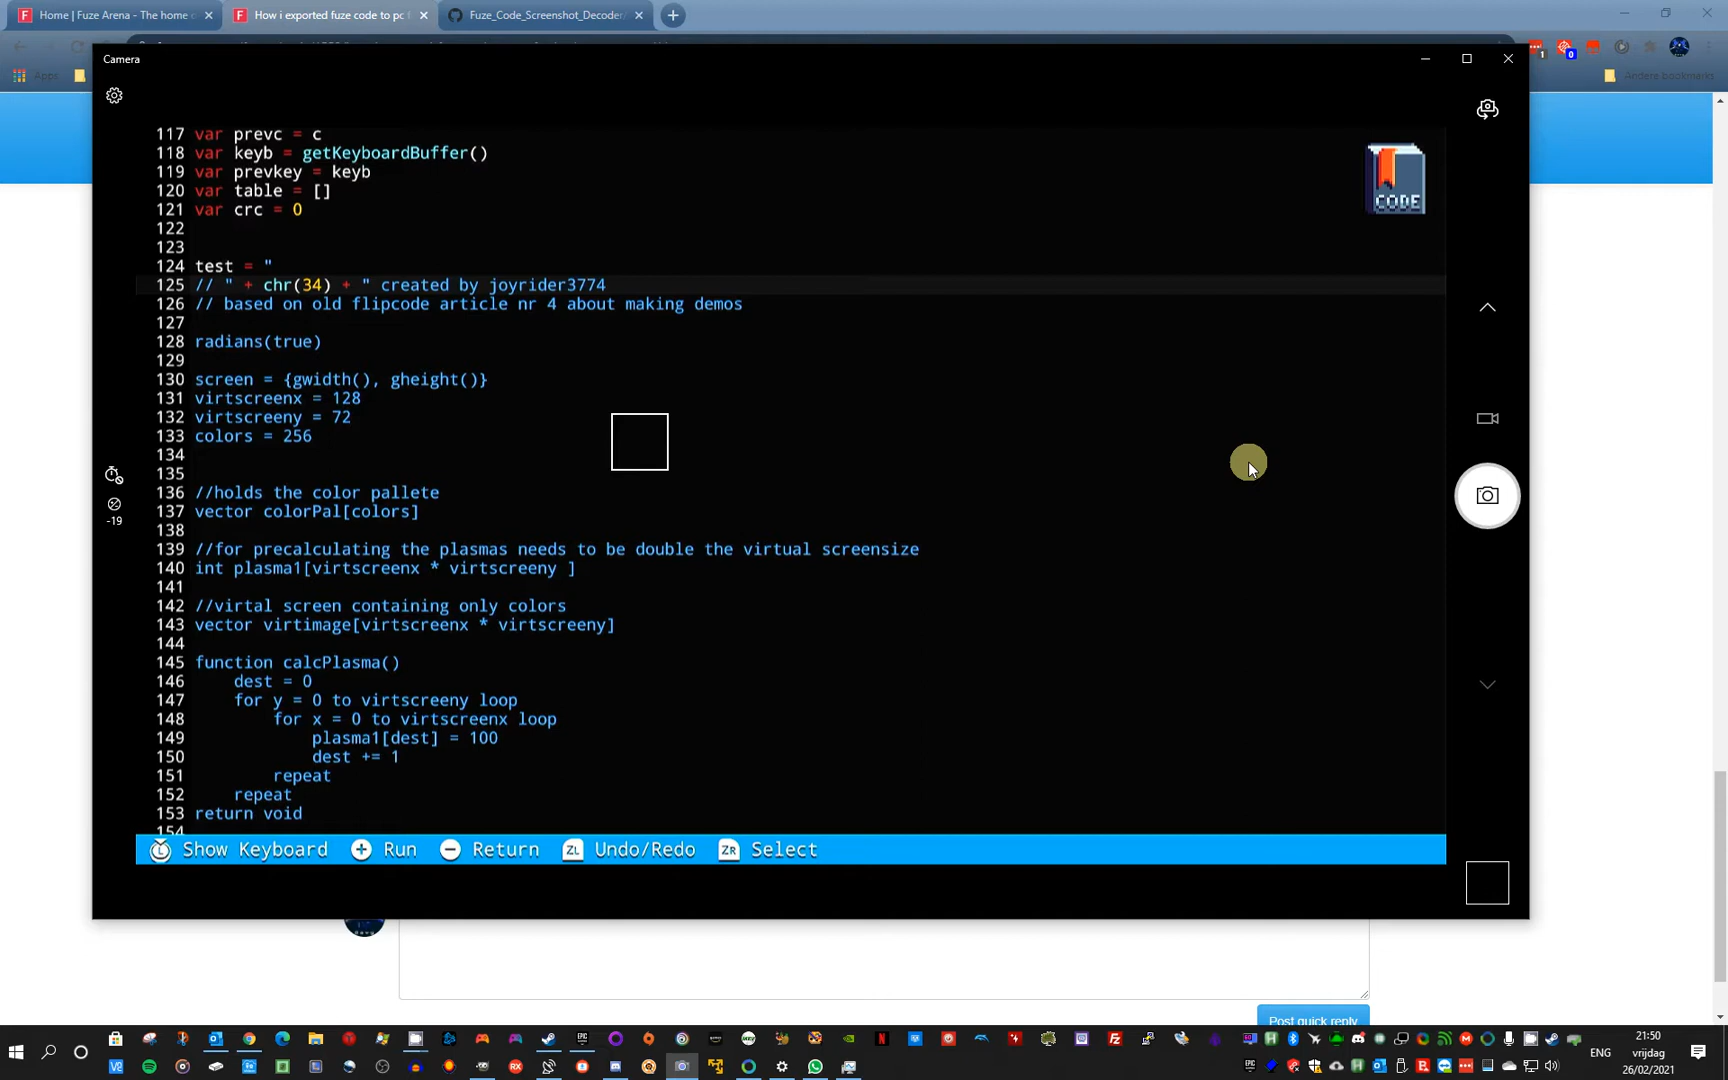 Home | Fuze Arena - The home o
How i exported fuze code to pc
Fuze_Code_Screenshot_Decoder/
Apps
Andere bookmarks
Camera
117 var prevc = c
118 var keyb = getKeyboardBuffer()
119 var prevkey = keyb
120 var table = []
121 var crc = 0
122
123
124 test = "
125 // " + chr(34) + " created by joyrider3774
126 // based on old flipcode article nr 4 about making demos
127
128 radians(true)
129
130 screen = {gwidth(), gheight()}
131 virtscreenx = 128
132 virtscreeny = 72
133 colors = 256
134
135
136 //holds the color pallete
137 vector colorPal[colors]
138
139 //for precalculating the plasmas needs to be double the virtual screensize
140 int plasma1[virtscreenx * virtscreeny ]
141
142 //virtal screen containing only colors
143 vector virtimage[virtscreenx * virtscreeny]
144
145 function calcPlasma()
146 dest = 0
147 for y = 0 to virtscreeny loop
148 for x = 0 to virtscreenx loop
149 plasma1[dest] = 100
150 dest += 1
151 repeat
152 repeat
153 return void
154
CODE
-19
L Show Keyboard + Run - Return ZL Undo/Redo ZR Select
Post quick reply
ENG
21:50
vrijdag
26/02/2021